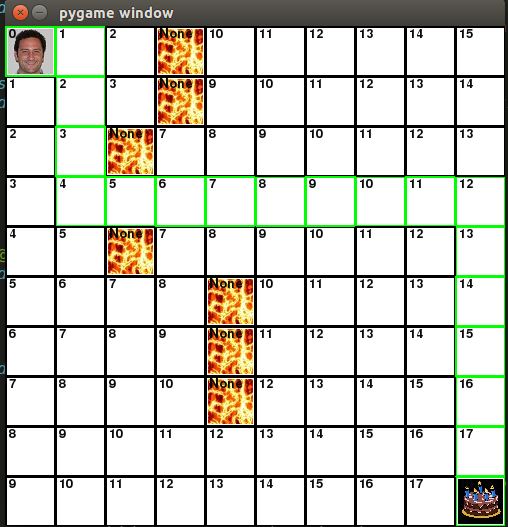 pygame window
0 1 2 None 10 11 12 13 14 15
1 2 3 None 9 10 11 12 13 14
2 3 None 7 8 9 10 11 12 13
3 4 5 6 7 8 9 10 11 12
4 5 None 7 8 9 10 11 12 13
5 6 7 8 None 10 11 12 13 14
6 7 8 9 None 11 12 13 14 15
7 8 9 10 None 12 13 14 15 16
8 9 10 11 12 13 14 15 16 17
9 10 11 12 13 14 15 16 17